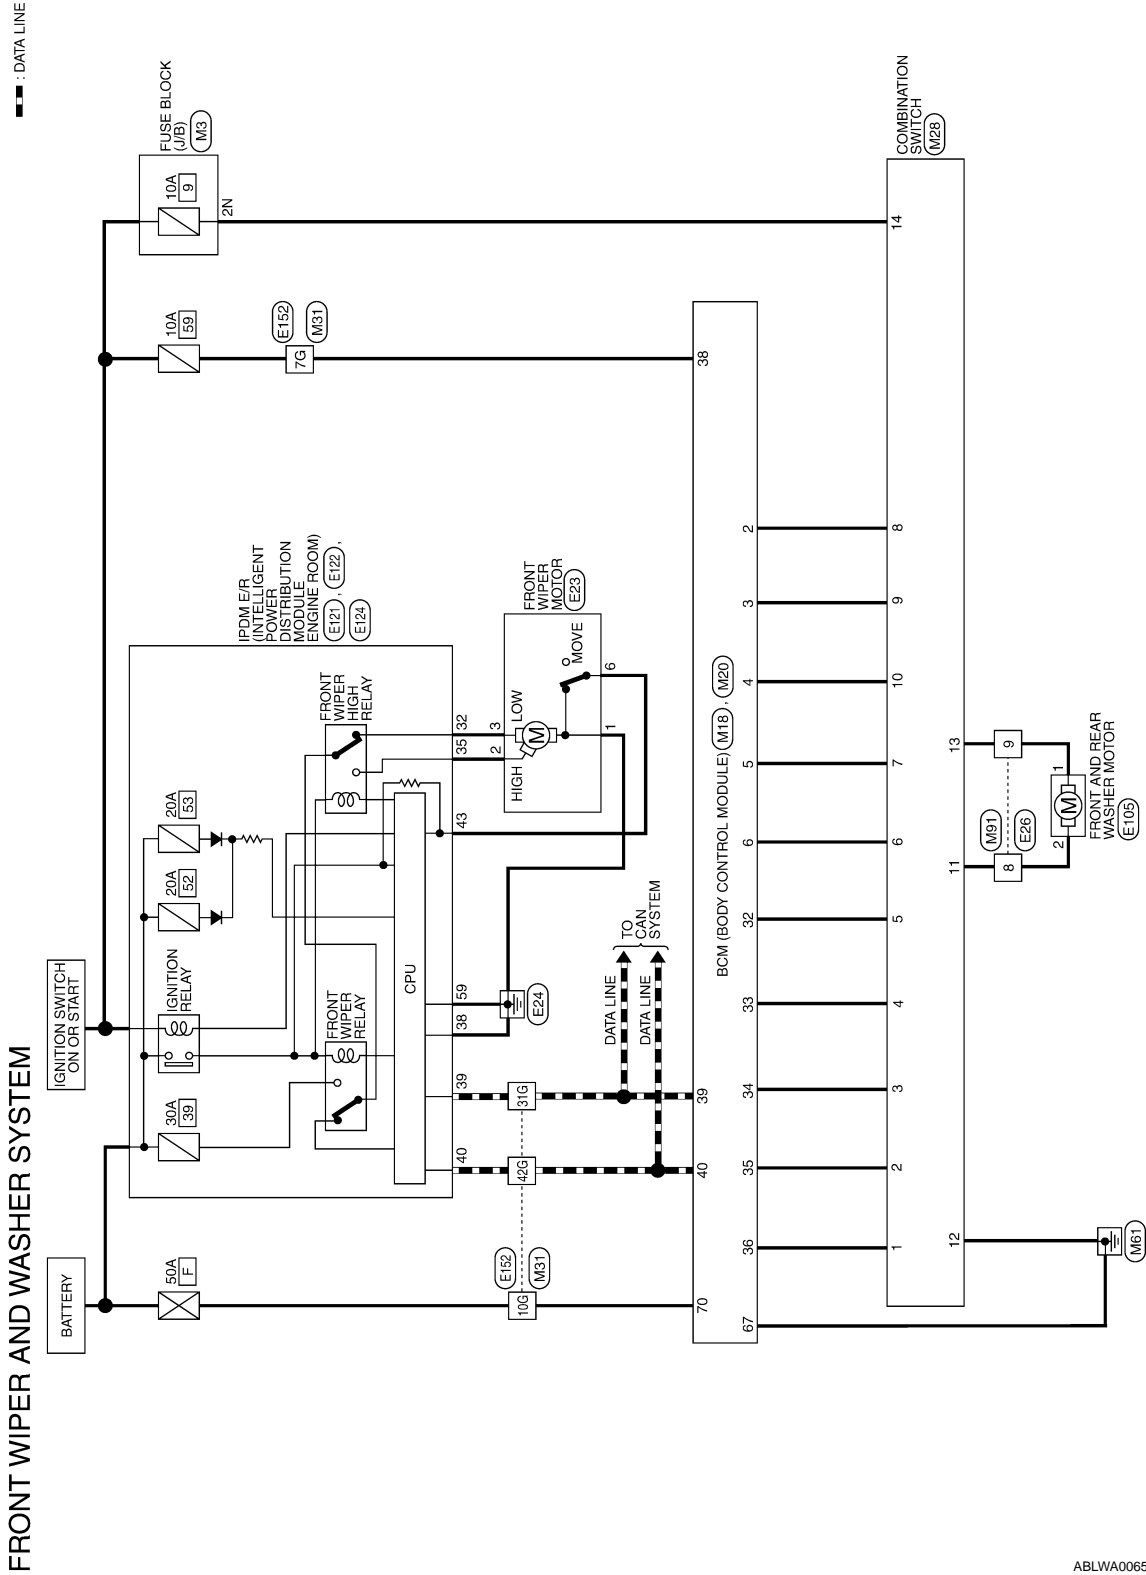 FRONT WIPER AND WASHER SYSTEM
: DATA LINE
BATTERY
IGNITION SWITCH
ON OR START
50A
F
30A
39
IGNITION
RELAY
20A
52
20A
53
IPDM E/R
(INTELLIGENT
POWER
DISTRIBUTION
MODULE
ENGINE ROOM)
E121 , E122 ,
E124
10A
59
E152
7G
M31
10A
9
FUSE BLOCK
(J/B)
M3
2N
FRONT
WIPER
RELAY
FRONT
WIPER
HIGH
RELAY
CPU
40
39
38
59
43
35
32
E152
10G
M31
42G
31G
E24
2
3
HIGH
LOW
M
MOVE
FRONT
WIPER
MOTOR
E23
1
6
DATA LINE
DATA LINE
TO
CAN
SYSTEM
70
40
39
38
BCM (BODY CONTROL MODULE) M18 , M20
67
36
35
34
33
32
6
5
4
3
2
1
2
3
4
5
6
7
10
9
8
14
COMBINATION
SWITCH
M28
12
11
13
M91
8
E26
9
2
M
1
FRONT AND REAR
WASHER MOTOR
E105
M61
ABLWA0065